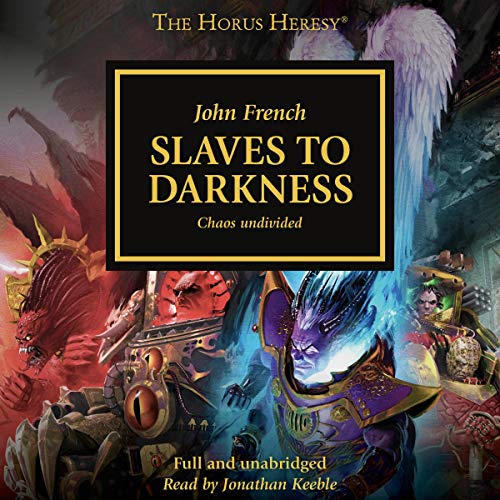 THE HORUS HERESY®
John French
SLAVES TO
DARKNESS
Chaos undivided
Full and unabridged
Read by Jonathan Keeble